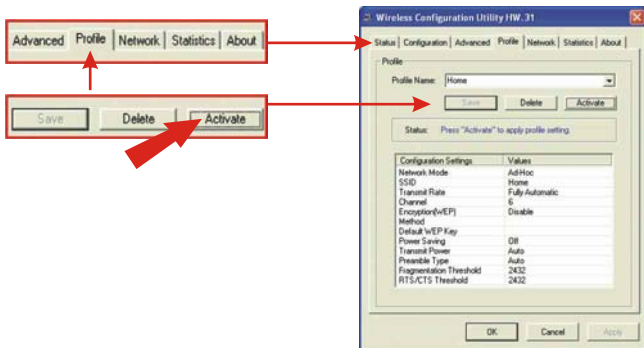 Advanced Profile Network Statistics About
Save Delete Activate
Wireless Configuration Utility HW.31
Status Configuration Advanced Profile Network Statistics About
Profile
Profile Name: Home
Save Delete Activate
Status: Press "Activate" to apply profile setting.
Configuration Settings Values
Network Mode Ad-Hoc
SSID Home
Transmit Rate Fully Automatic
Channel 6
Encryption(WEP) Disable
Method
Default WEP Key
Power Saving Off
Transmit Power Auto
Preamble Type Auto
Fragmentation Threshold 2432
RTS/CTS Threshold 2432
OK Cancel Apply